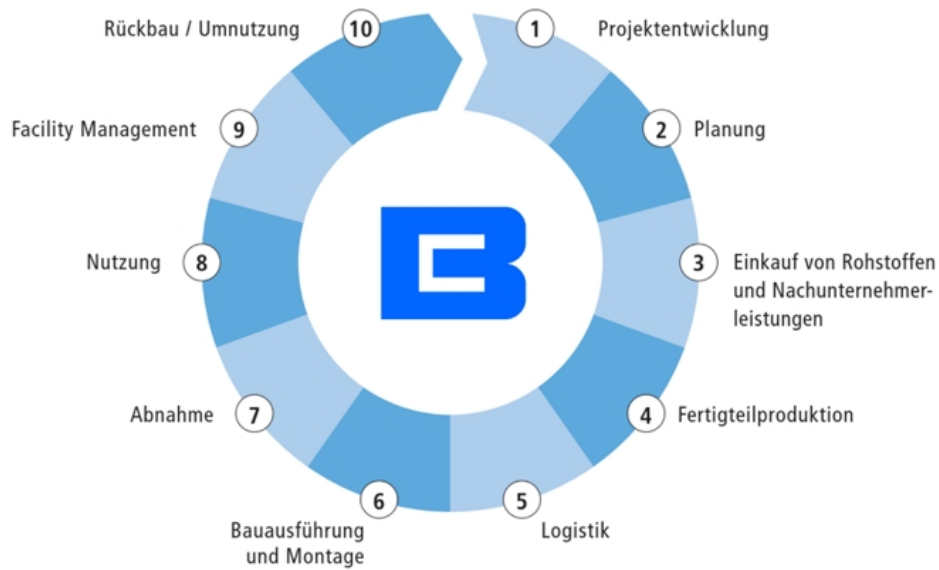 1 Projektentwicklung
2 Planung
3 Einkauf von Rohstoffen
und Nachunternehmer-
leistungen
4 Fertigteilproduktion
5 Logistik
6 Bauausführung
und Montage
7 Abnahme
8 Nutzung
9 Facility Management
10 Rückbau / Umnutzung